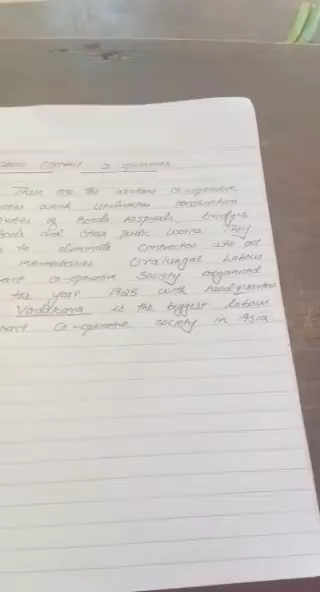 Contract Co-operatives
These are the workers co-operative
which undertakes construction
of Roads, hospitals, bridges
and other public works. They
to eliminate contractors who act
intermediaries Uralungal Labour
co-operative Society organised
the year 1925 with headquarters
Vadakara is the biggest labour
Co-operative society in Asia.